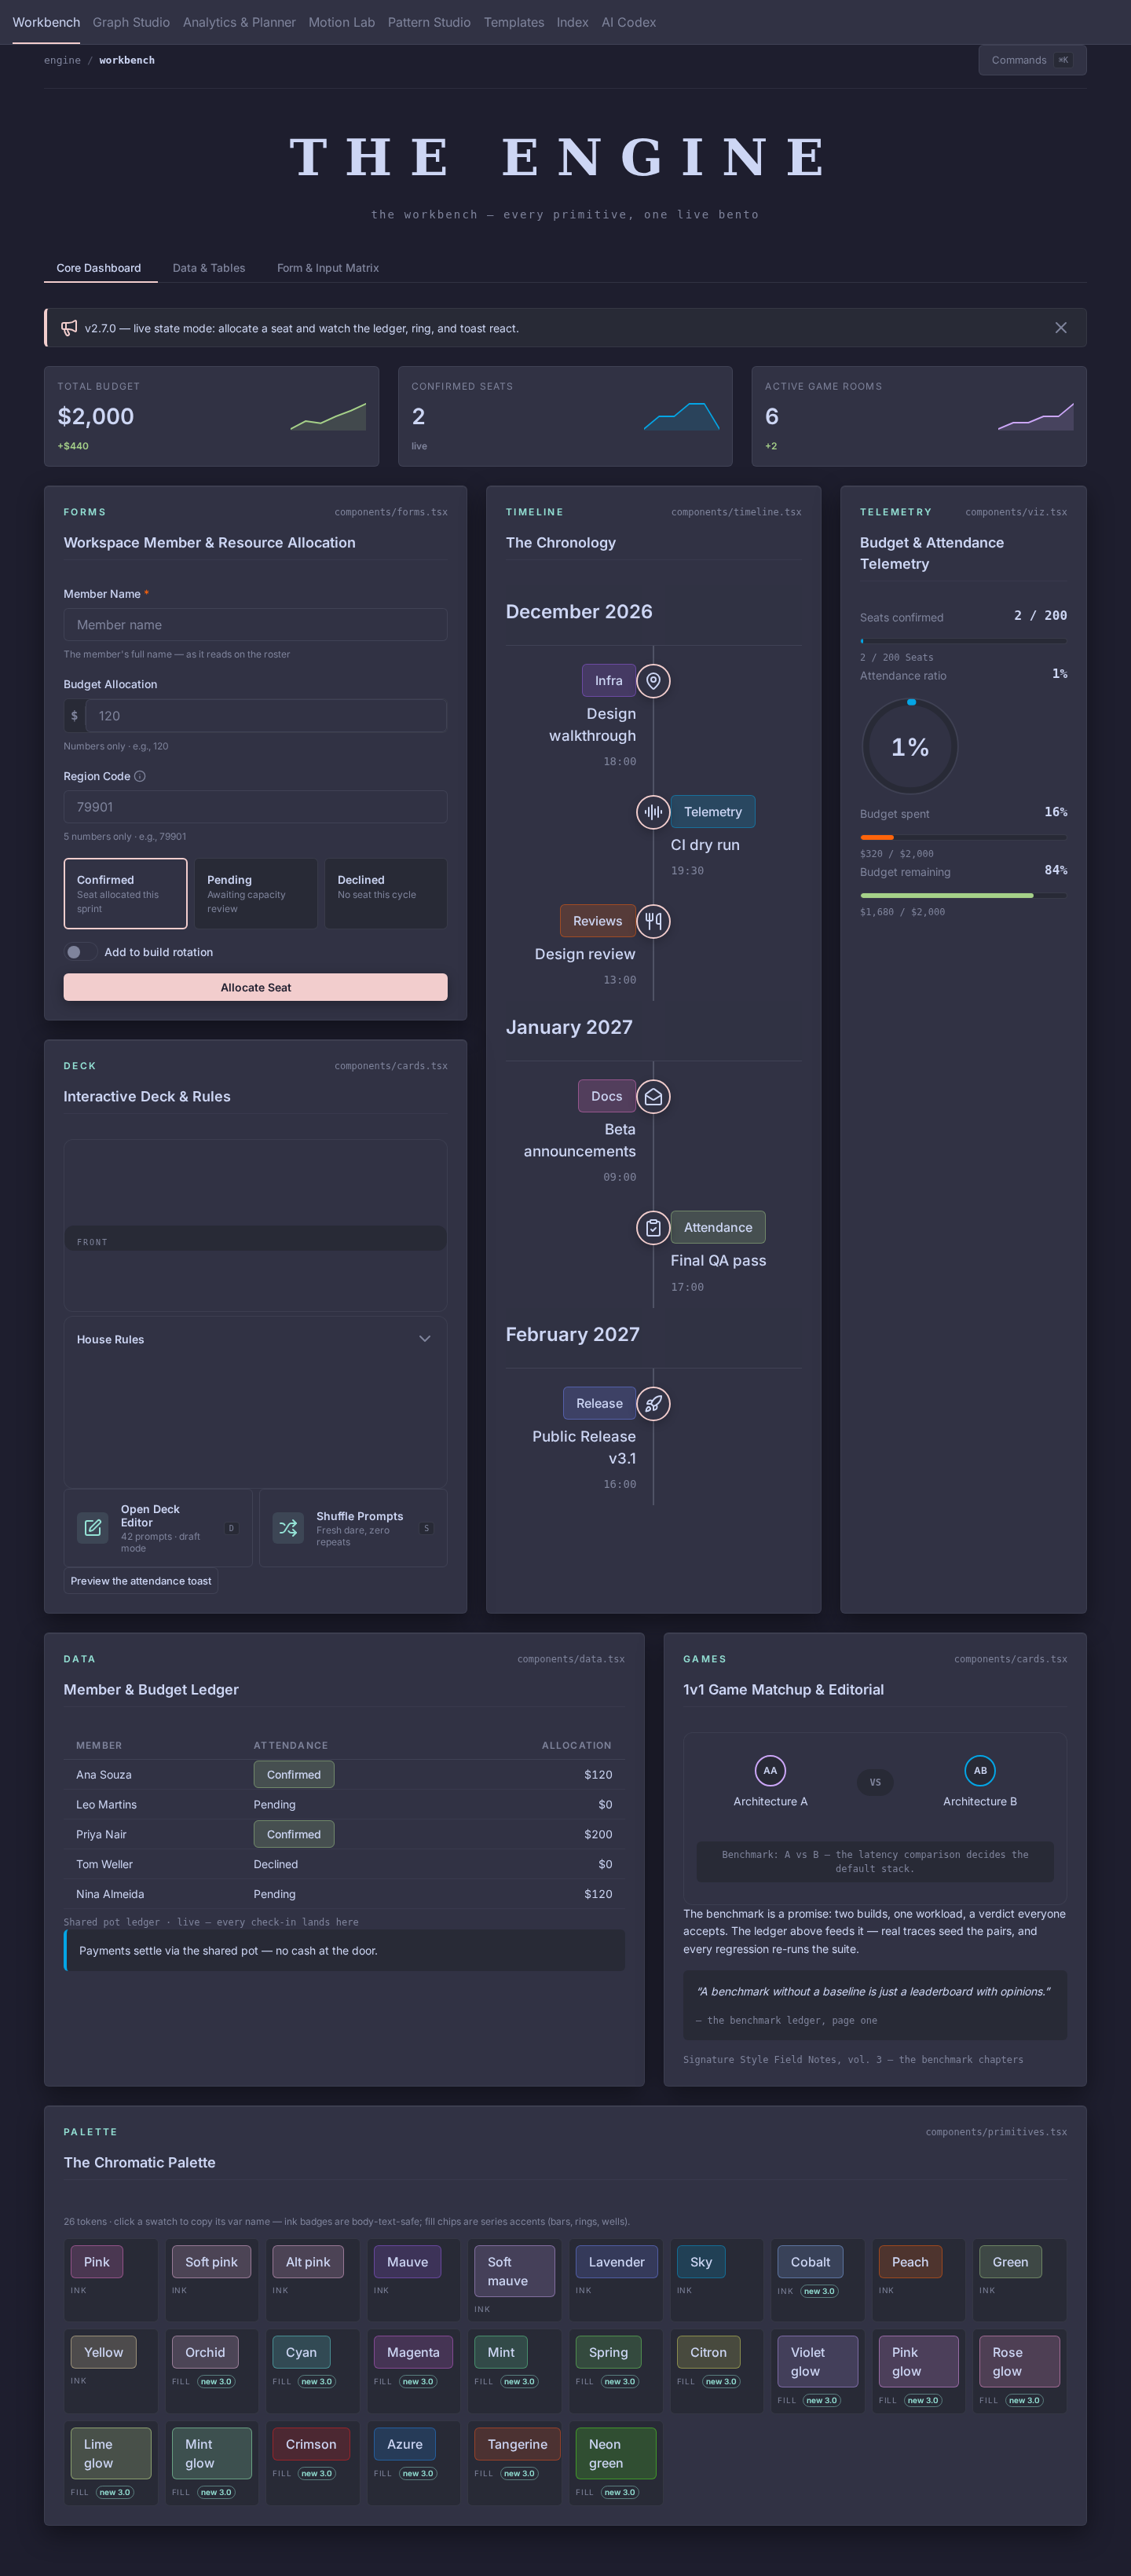 Workbench Graph Studio Analytics & Planner Motion Lab Pattern Studio Templates Index AI Codex
engine / workbench
Commands ⌘K
THE ENGINE
the workbench — every primitive, one live bento
Core Dashboard Data & Tables Form & Input Matrix
v2.7.0 — live state mode: allocate a seat and watch the ledger, ring, and toast react.
TOTAL BUDGET
$2,000
+$440
CONFIRMED SEATS
2
live
ACTIVE GAME ROOMS
6
+2
FORMS components/forms.tsx
Workspace Member & Resource Allocation
Member Name *
Member name
The member's full name — as it reads on the roster
Budget Allocation
$ 120
Numbers only · e.g., 120
Region Code
79901
5 numbers only · e.g., 79901
Confirmed
Seat allocated this
sprint
Pending
Awaiting capacity
review
Declined
No seat this cycle
Add to build rotation
Allocate Seat
TIMELINE components/timeline.tsx
The Chronology
December 2026
Infra
Design
walkthrough
18:00
Telemetry
CI dry run
19:30
Reviews
Design review
13:00
January 2027
Docs
Beta
announcements
09:00
Attendance
Final QA pass
17:00
February 2027
Release
Public Release
v3.1
16:00
TELEMETRY components/viz.tsx
Budget & Attendance
Telemetry
Seats confirmed 2 / 200
2 / 200 Seats
Attendance ratio 1%
1%
Budget spent 16%
$320 / $2,000
Budget remaining 84%
$1,680 / $2,000
DECK components/cards.tsx
Interactive Deck & Rules
FRONT
House Rules
Open Deck
Editor
42 prompts · draft
mode
D
Shuffle Prompts
Fresh dare, zero
repeats
S
Preview the attendance toast
DATA components/data.tsx
Member & Budget Ledger
MEMBER ATTENDANCE ALLOCATION
Ana Souza Confirmed $120
Leo Martins Pending $0
Priya Nair Confirmed $200
Tom Weller Declined $0
Nina Almeida Pending $120
Shared pot ledger · live — every check-in lands here
Payments settle via the shared pot — no cash at the door.
GAMES components/cards.tsx
1v1 Game Matchup & Editorial
AA VS AB
Architecture A Architecture B
Benchmark: A vs B — the latency comparison decides the
default stack.
The benchmark is a promise: two builds, one workload, a verdict everyone
accepts. The ledger above feeds it — real traces seed the pairs, and
every regression re-runs the suite.
“A benchmark without a baseline is just a leaderboard with opinions.”
— the benchmark ledger, page one
Signature Style Field Notes, vol. 3 — the benchmark chapters
PALETTE components/primitives.tsx
The Chromatic Palette
26 tokens · click a swatch to copy its var name — ink badges are body-text-safe; fill chips are series accents (bars, rings, wells).
Pink
INK
Soft pink
INK
Alt pink
INK
Mauve
INK
Soft
mauve
INK
Lavender
INK
Sky
INK
Cobalt
INK new 3.0
Peach
INK
Green
INK
Yellow
INK
Orchid
FILL new 3.0
Cyan
FILL new 3.0
Magenta
FILL new 3.0
Mint
FILL new 3.0
Spring
FILL new 3.0
Citron
FILL new 3.0
Violet
glow
FILL new 3.0
Pink
glow
FILL new 3.0
Rose
glow
FILL new 3.0
Lime
glow
FILL new 3.0
Mint
glow
FILL new 3.0
Crimson
FILL new 3.0
Azure
FILL new 3.0
Tangerine
FILL new 3.0
Neon
green
FILL new 3.0